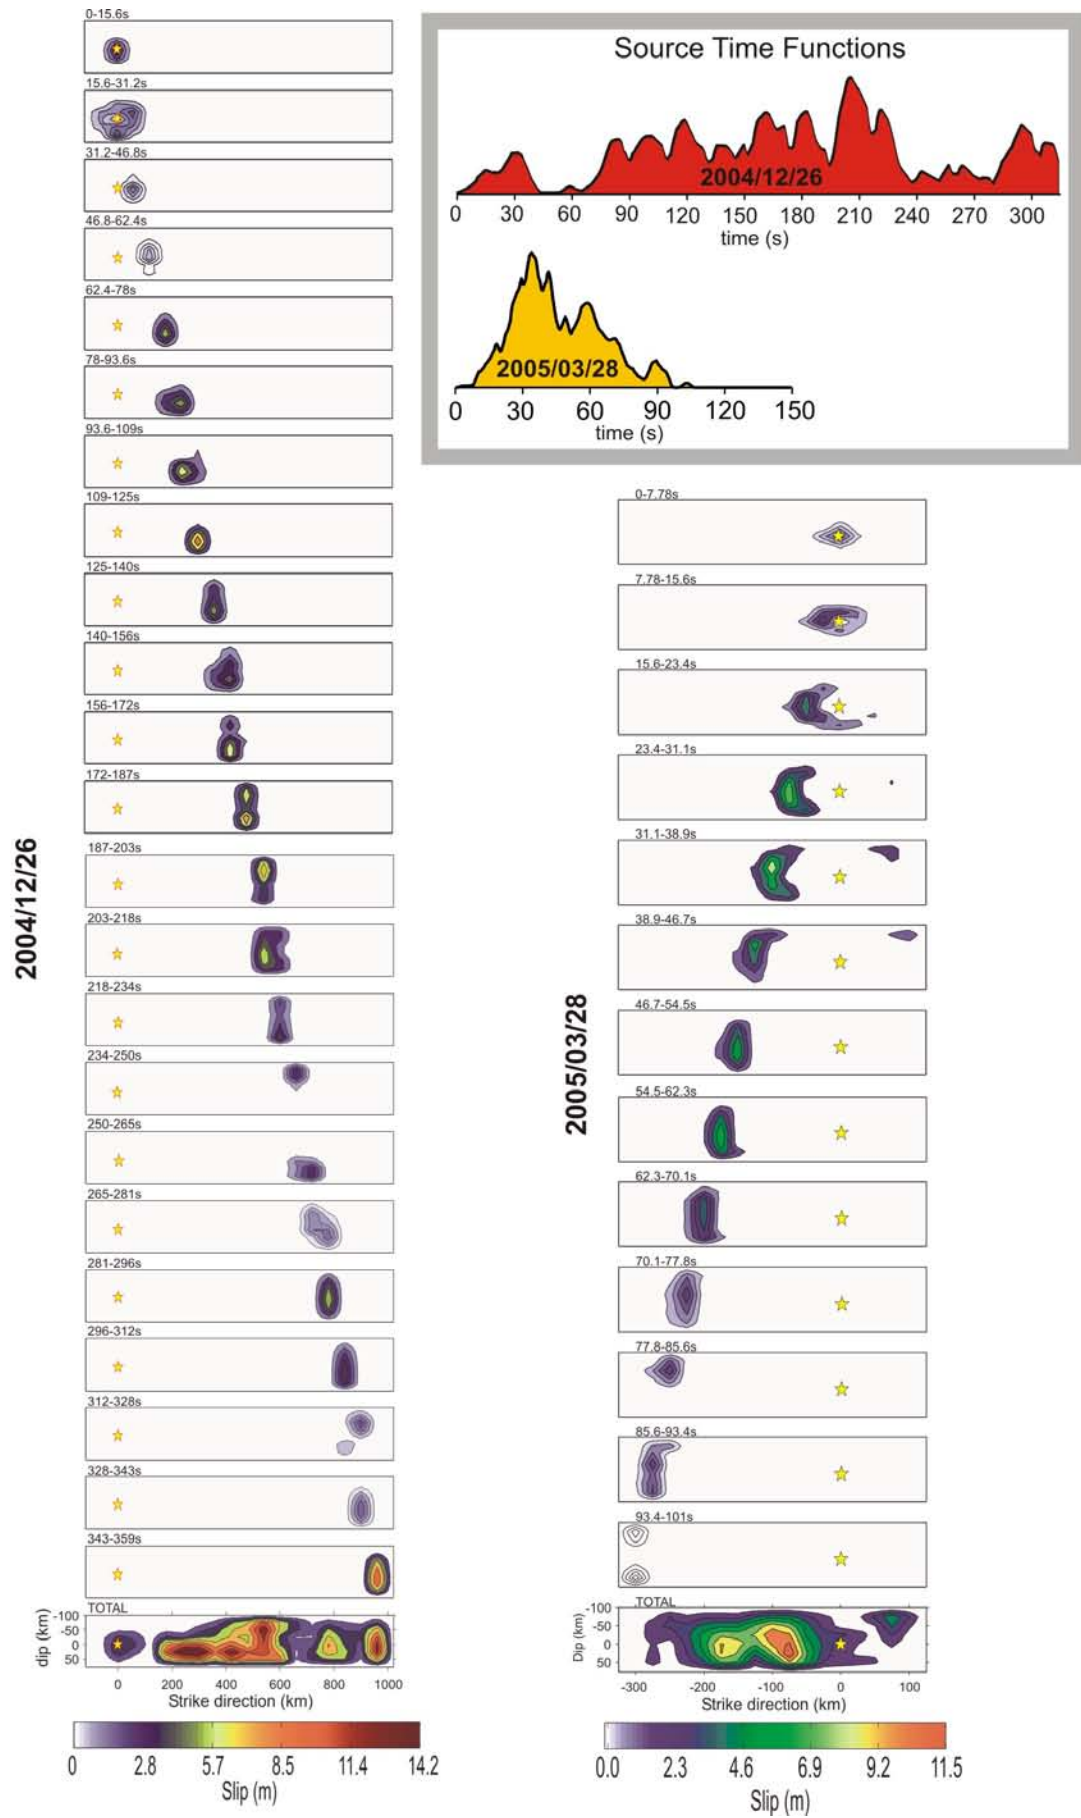 0-15.6s
15.6-31.2s
31.2-46.8s
46.8-62.4s
62.4-78s
78-93.6s
93.6-109s
109-125s
125-140s
140-156s
156-172s
172-187s
187-203s
203-218s
218-234s
234-250s
250-265s
265-281s
281-296s
296-312s
312-328s
328-343s
343-359s
TOTAL
2004/12/26
-100
-50
0
50
dip (km)
0 200 400 600 800 1000
Strike direction (km)
0 2.8 5.7 8.5 11.4 14.2
Slip (m)
Source Time Functions
2004/12/26
0 30 60 90 120 150 180 210 240 270 300
time (s)
2005/03/28
0 30 60 90 120 150
time (s)
0-7.78s
7.78-15.6s
15.6-23.4s
23.4-31.1s
31.1-38.9s
38.9-46.7s
46.7-54.5s
54.5-62.3s
62.3-70.1s
70.1-77.8s
77.8-85.6s
85.6-93.4s
93.4-101s
TOTAL
2005/03/28
-100
-50
0
50
Dip (km)
-300 -200 -100 0 100
Strike direction (km)
0.0 2.3 4.6 6.9 9.2 11.5
Slip (m)